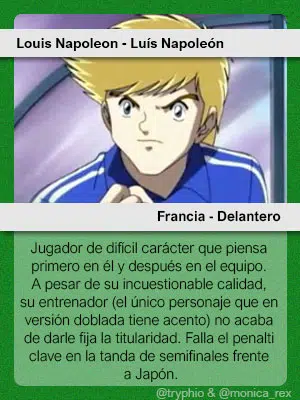 Louis Napoleon - Luís Napoleón
Francia - Delantero
Jugador de difícil carácter que piensa
primero en él y después en el equipo.
A pesar de su incuestionable calidad,
su entrenador (el único personaje que en
versión doblada tiene acento) no acaba
de darle fija la titularidad. Falla el penalti
clave en la tanda de semifinales frente
a Japón.
@tryphio & @monica_rex